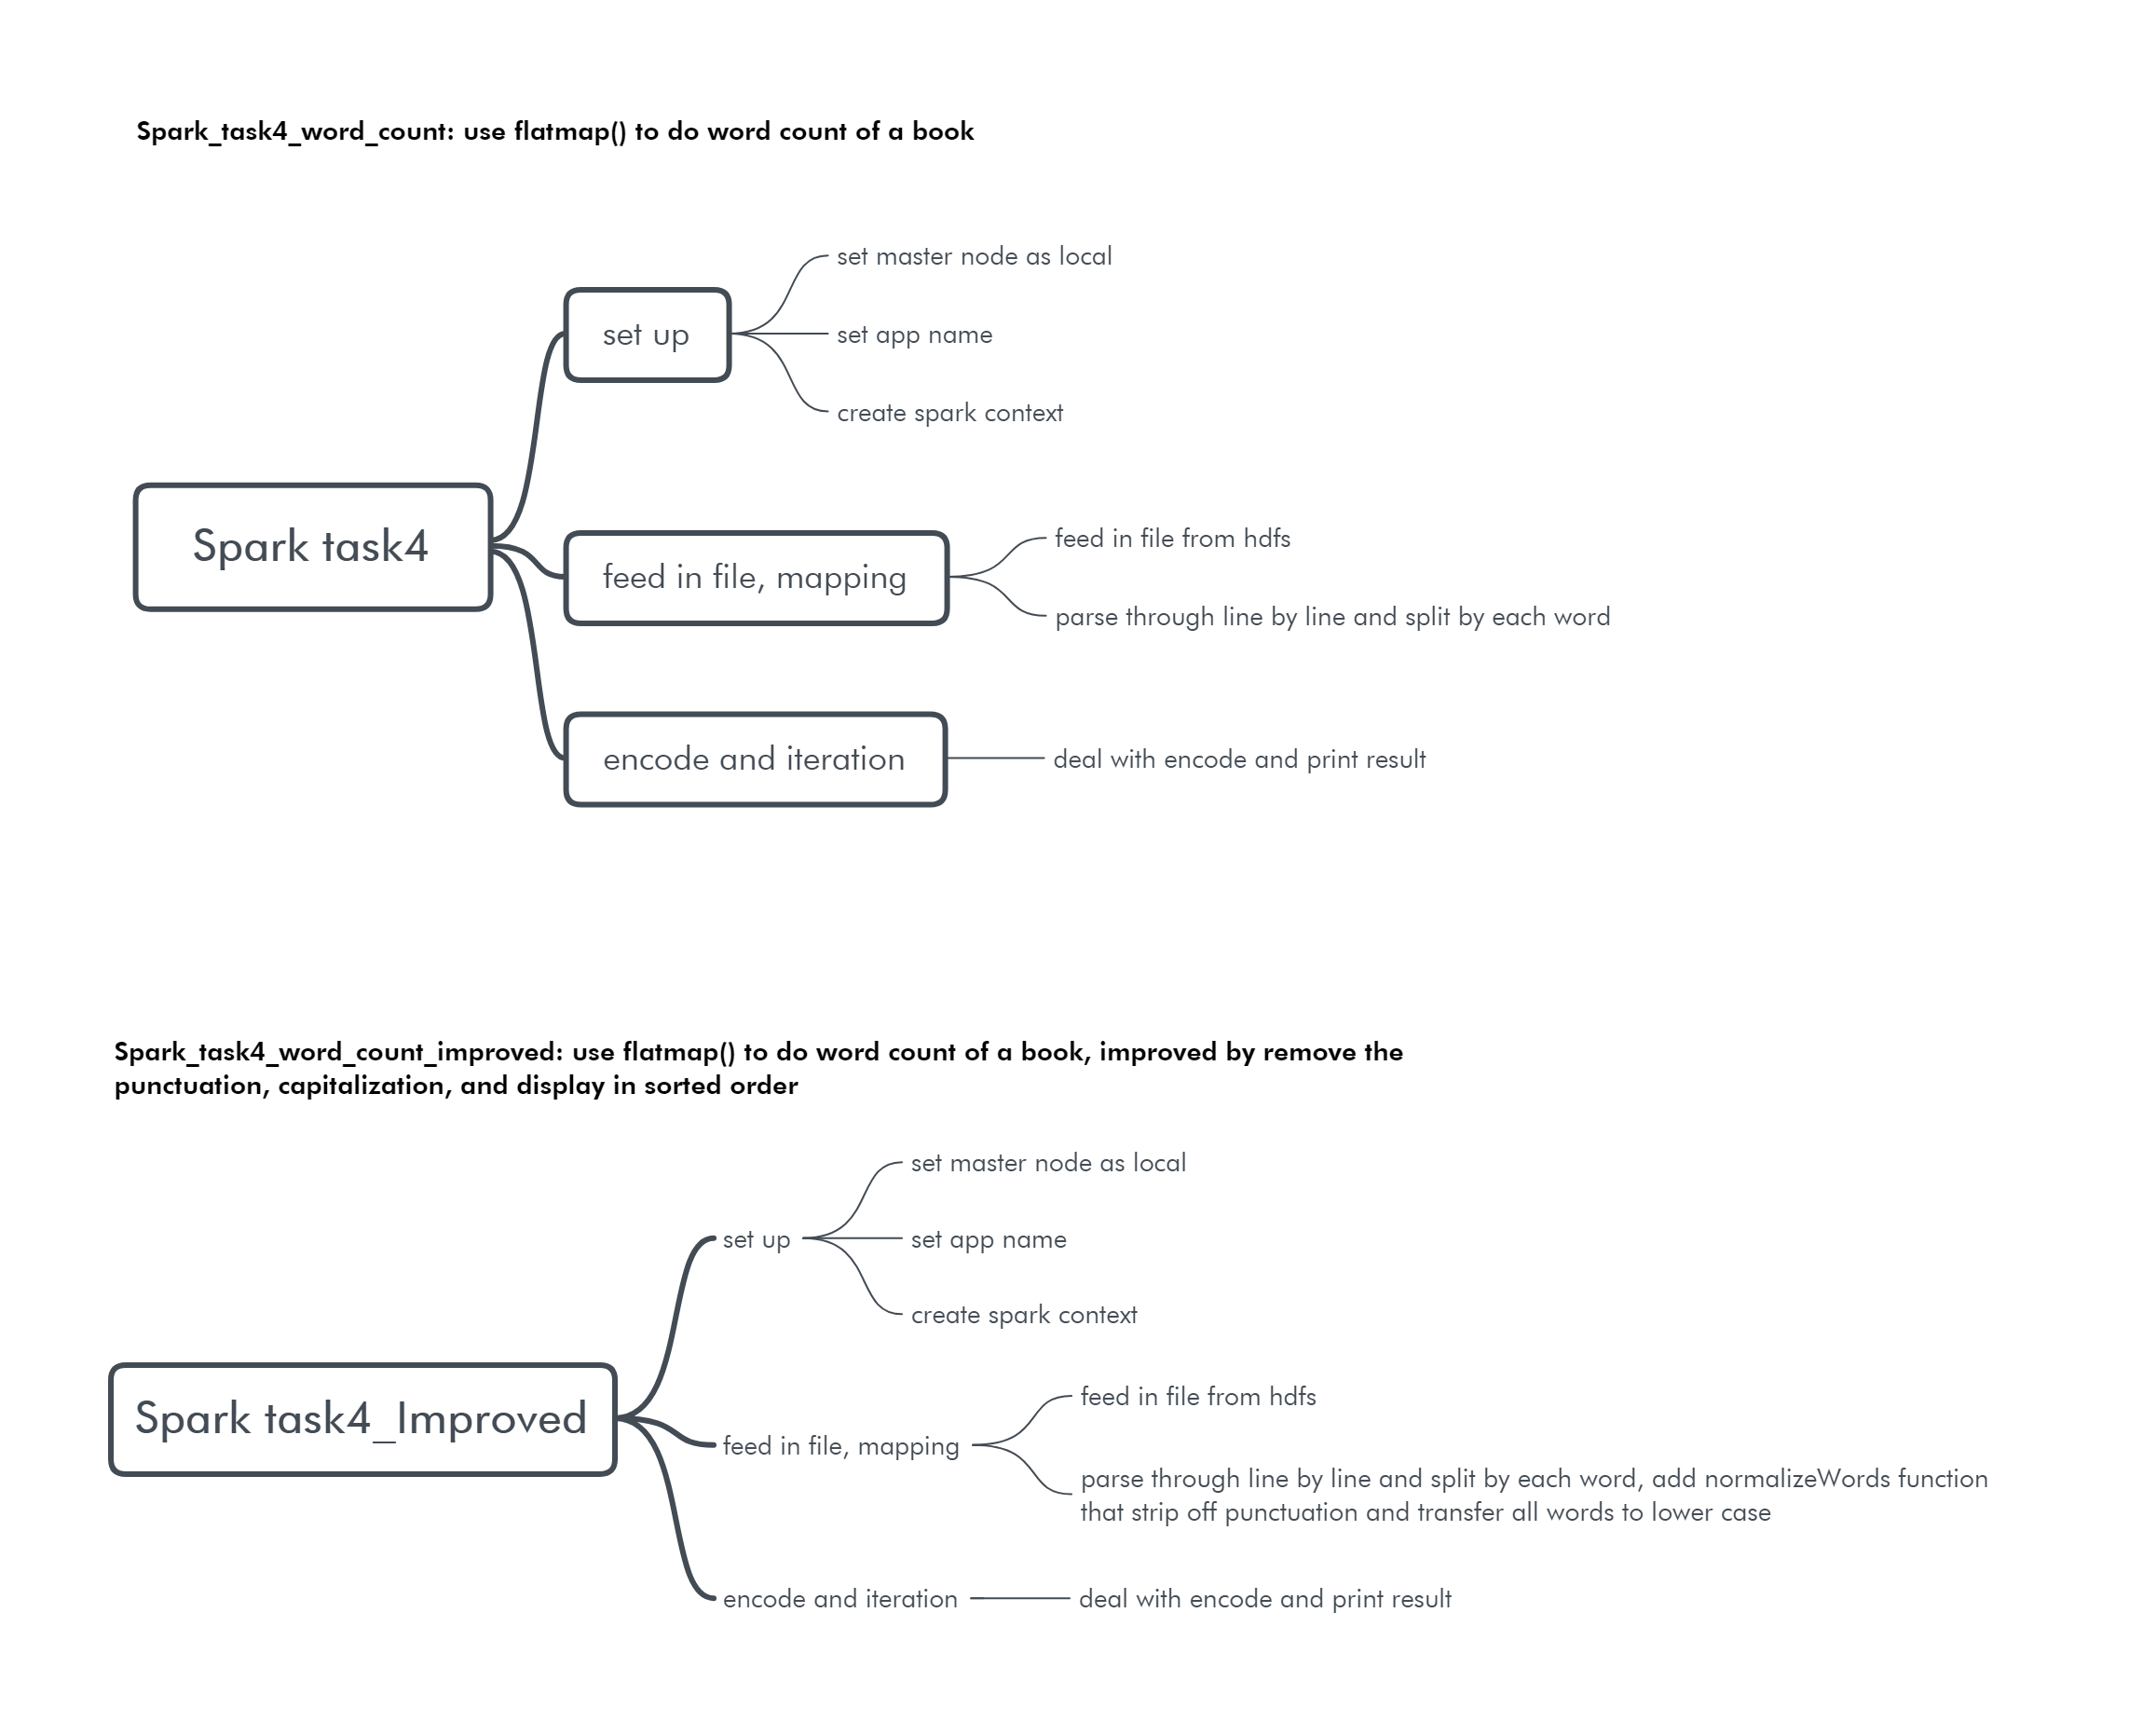 Spark_task4_word_count: use flatmap() to do word count of a book
set master node as local
set up
set app name
create spark context
Spark task4
feed in file, mapping
feed in file from hdfs
parse through line by line and split by each word
encode and iteration
deal with encode and print result
Spark_task4_word_count_improved: use flatmap() to do word count of a book, improved by remove the
punctuation, capitalization, and display in sorted order
set master node as local
set up
set app name
create spark context
Spark task4_Improved
feed in file, mapping
feed in file from hdfs
parse through line by line and split by each word, add normalizeWords function
that strip off punctuation and transfer all words to lower case
encode and iteration
deal with encode and print result